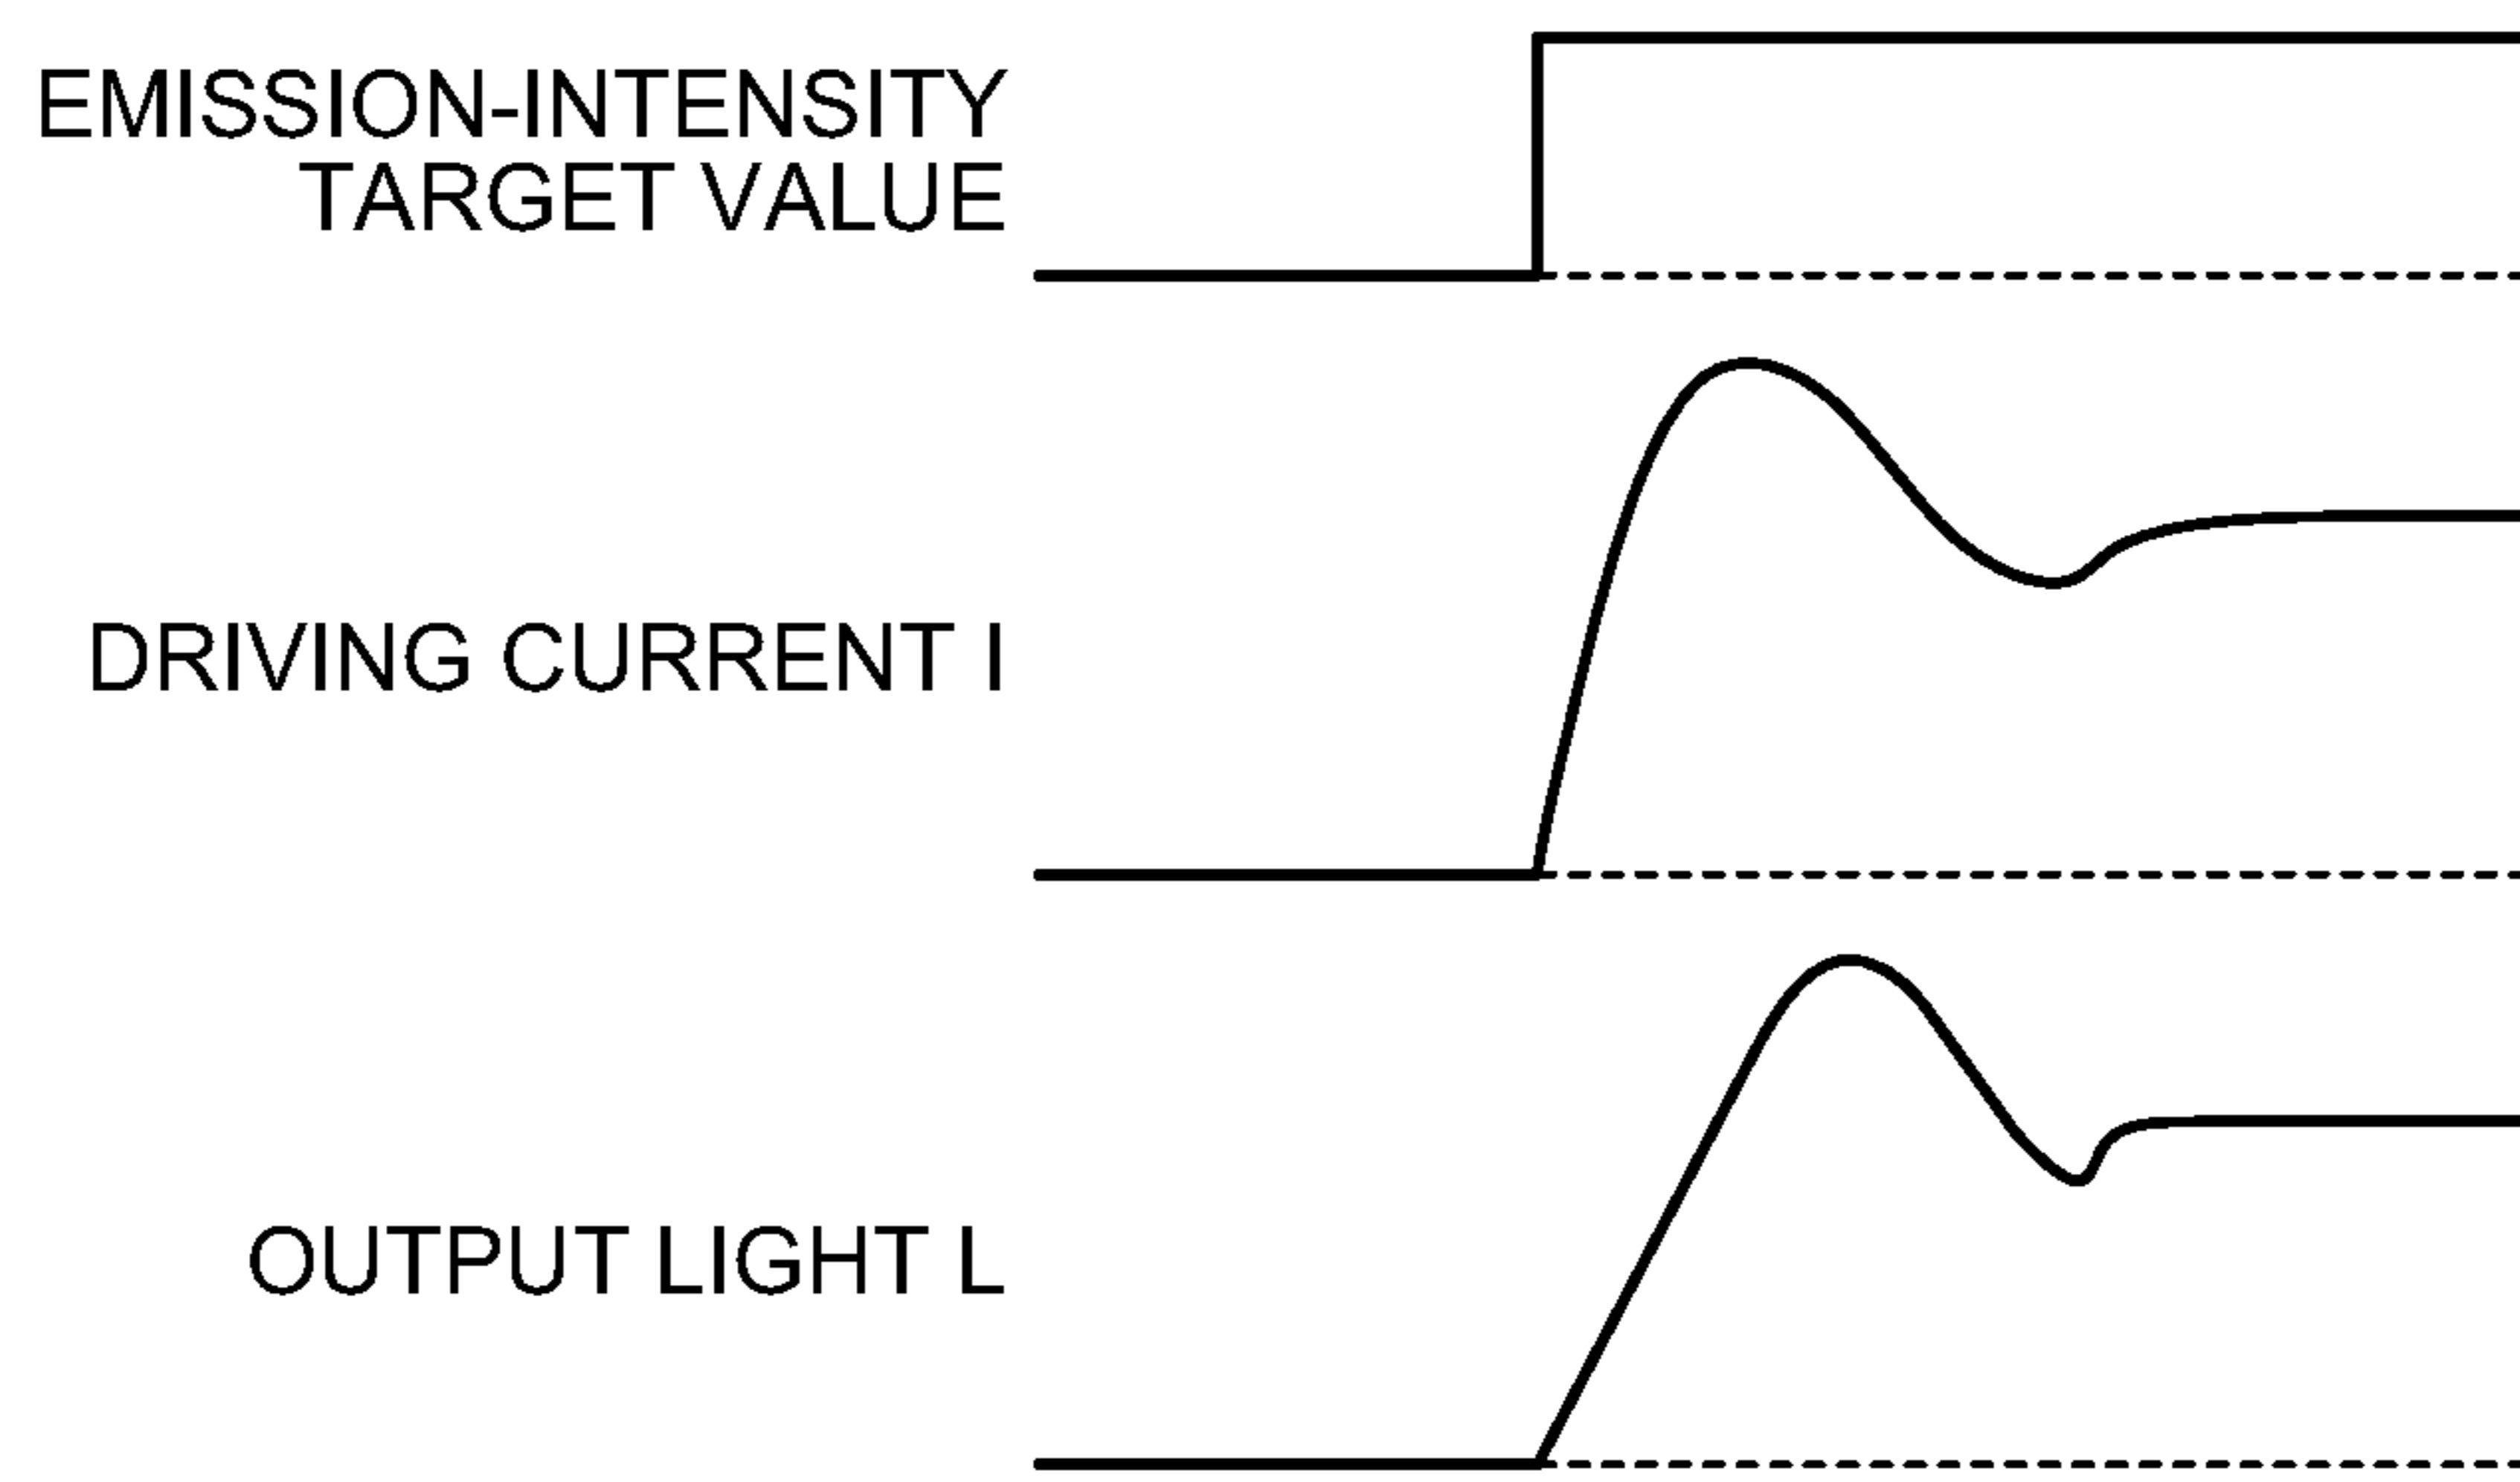 EMISSION-INTENSITY
TARGET VALUE
DRIVING CURRENT I
OUTPUT LIGHT L